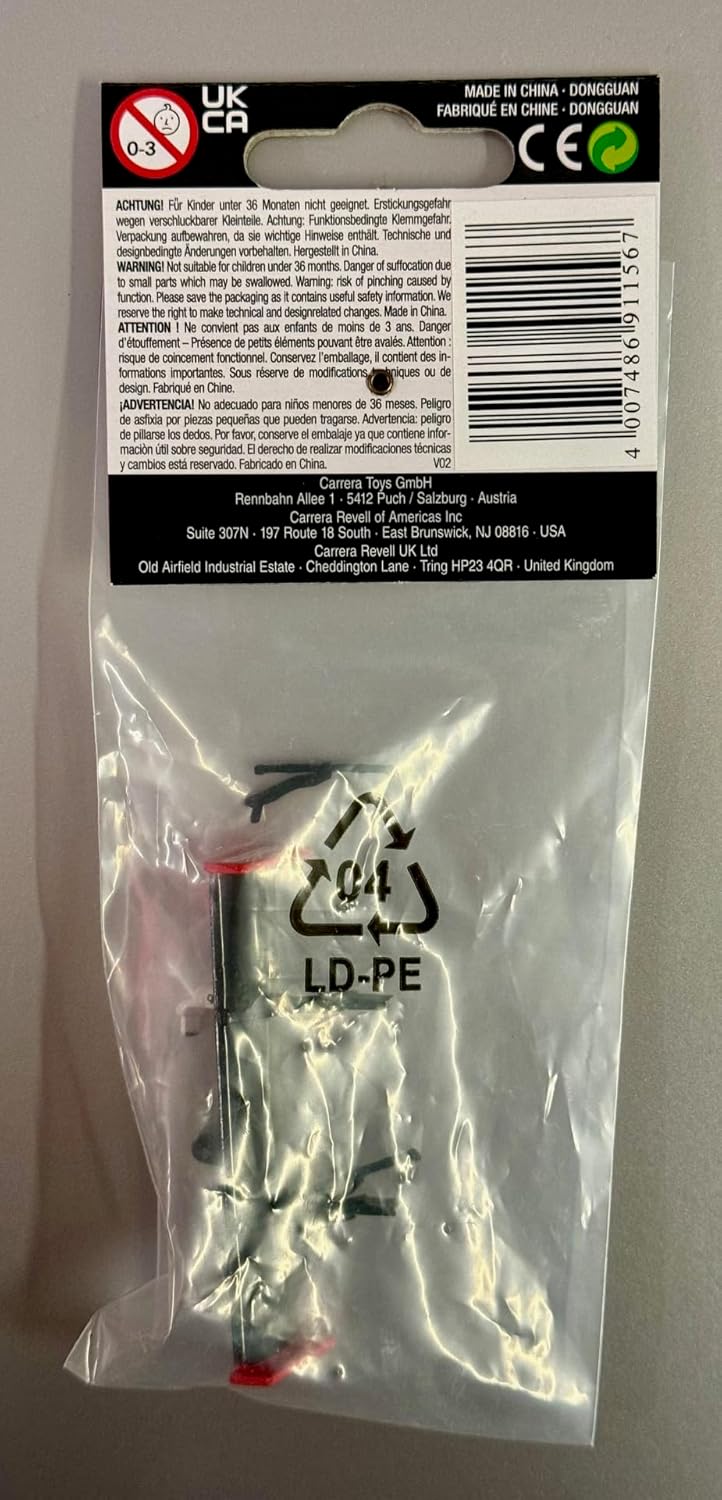 0-3
UK
CA
MADE IN CHINA · DONGGUAN
FABRIQUÉ EN CHINE · DONGGUAN
CE
ACHTUNG! Für Kinder unter 36 Monaten nicht geeignet. Erstickungsgefahr
wegen verschluckbarer Kleinteile. Achtung: Funktionsbedingte Klemmgefahr.
Verpackung aufbewahren, da sie wichtige Hinweise enthält. Technische und
designbedingte Änderungen vorbehalten. Hergestellt in China.
WARNING! Not suitable for children under 36 months. Danger of suffocation due
to small parts which may be swallowed. Warning: risk of pinching caused by
function. Please save the packaging as it contains useful safety information. We
reserve the right to make technical and designrelated changes. Made in China.
ATTENTION ! Ne convient pas aux enfants de moins de 3 ans. Danger
d'étouffement – Présence de petits éléments pouvant être avalés. Attention :
risque de coincement fonctionnel. Conservez l'emballage, il contient des in-
formations importantes. Sous réserve de modifications ou de
design. Fabriqué en Chine.
¡ADVERTENCIA! No adecuado para niños menores de 36 meses. Peligro
de asfixia por piezas pequeñas que pueden tragarse. Advertencia: peligro
de pillarse los dedos. Por favor, conserve el embalaje ya que contiene infor-
maciòn útil sobre seguridad. El derecho de realizar modificaciones técnicas
y cambios está reservado. Fabricado en China. V02
4 007486 911567
Carrera Toys GmbH
Rennbahn Allee 1 · 5412 Puch / Salzburg · Austria
Carrera Revell of Americas Inc
Suite 307N · 197 Route 18 South · East Brunswick, NJ 08816 · USA
Carrera Revell UK Ltd
Old Airfield Industrial Estate · Cheddington Lane · Tring HP23 4QR · United Kingdom
04
LD-PE